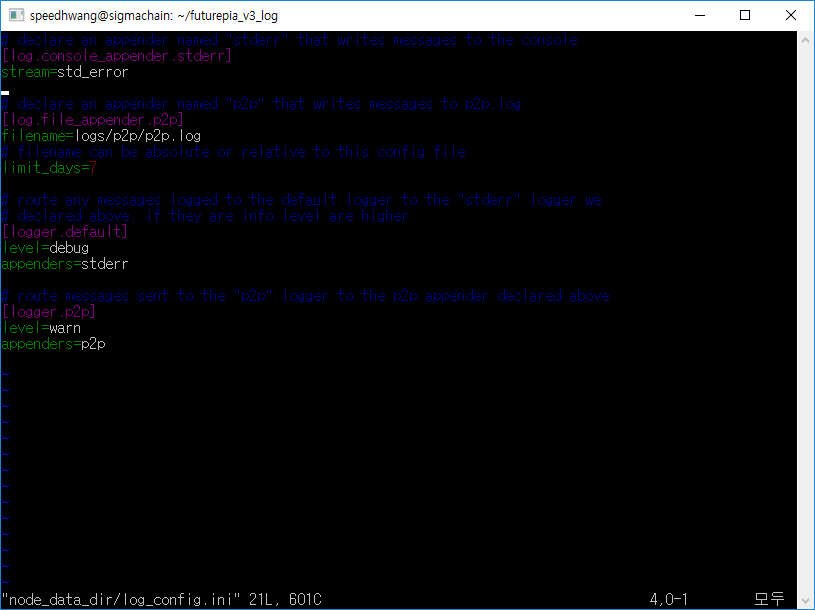 speedhwang@sigmachain: ~/futurepia_v3_log
# declare an appender named "stderr" that writes messages to the console
[log.console_appender.stderr]
stream=std_error
# declare an appender named "p2p" that writes messages to p2p.log
[log.file_appender.p2p]
filename=logs/p2p/p2p.log
# filename can be absolute or relative to this config file
limit_days=7
# route any messages logged to the default logger to the "stderr" logger we
# declared above, if they are info level are higher
[logger.default]
level=debug
appenders=stderr
# route messages sent to the "p2p" logger to the p2p appender declared above
[logger.p2p]
level=warn
appenders=p2p
~
~
~
~
~
~
~
~
~
~
~
~
~
~
"node_data_dir/log_config.ini" 21L, 601C 4,0-1 모두